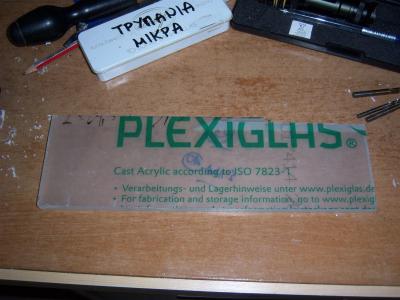 ΤΡΥΠΑΝΙΑ
ΜΙΚΡΑ
PLEXIGLAS®
Cast Acrylic according to ISO 7823-1
• Verarbeitungs- und Lagerhinweise unter www.plexiglas.de
• For fabrication and storage information, go to www.plexig